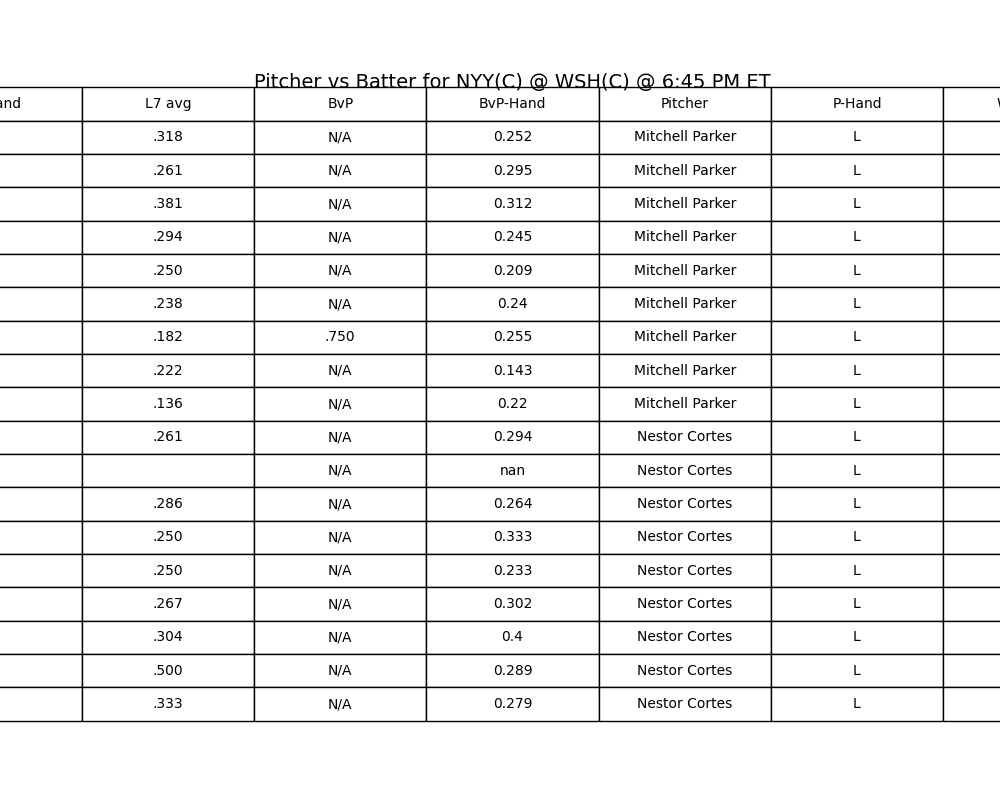 Pitcher vs Batter for NYY(C) @ WSH(C) @ 6:45 PM ET
and L7 avg BvP BvP-Hand Pitcher P-Hand
.318 N/A 0.252 Mitchell Parker L
.261 N/A 0.295 Mitchell Parker L
.381 N/A 0.312 Mitchell Parker L
.294 N/A 0.245 Mitchell Parker L
.250 N/A 0.209 Mitchell Parker L
.238 N/A 0.24 Mitchell Parker L
.182 .750 0.255 Mitchell Parker L
.222 N/A 0.143 Mitchell Parker L
.136 N/A 0.22 Mitchell Parker L
.261 N/A 0.294 Nestor Cortes L
N/A nan Nestor Cortes L
.286 N/A 0.264 Nestor Cortes L
.250 N/A 0.333 Nestor Cortes L
.250 N/A 0.233 Nestor Cortes L
.267 N/A 0.302 Nestor Cortes L
.304 N/A 0.4 Nestor Cortes L
.500 N/A 0.289 Nestor Cortes L
.333 N/A 0.279 Nestor Cortes L